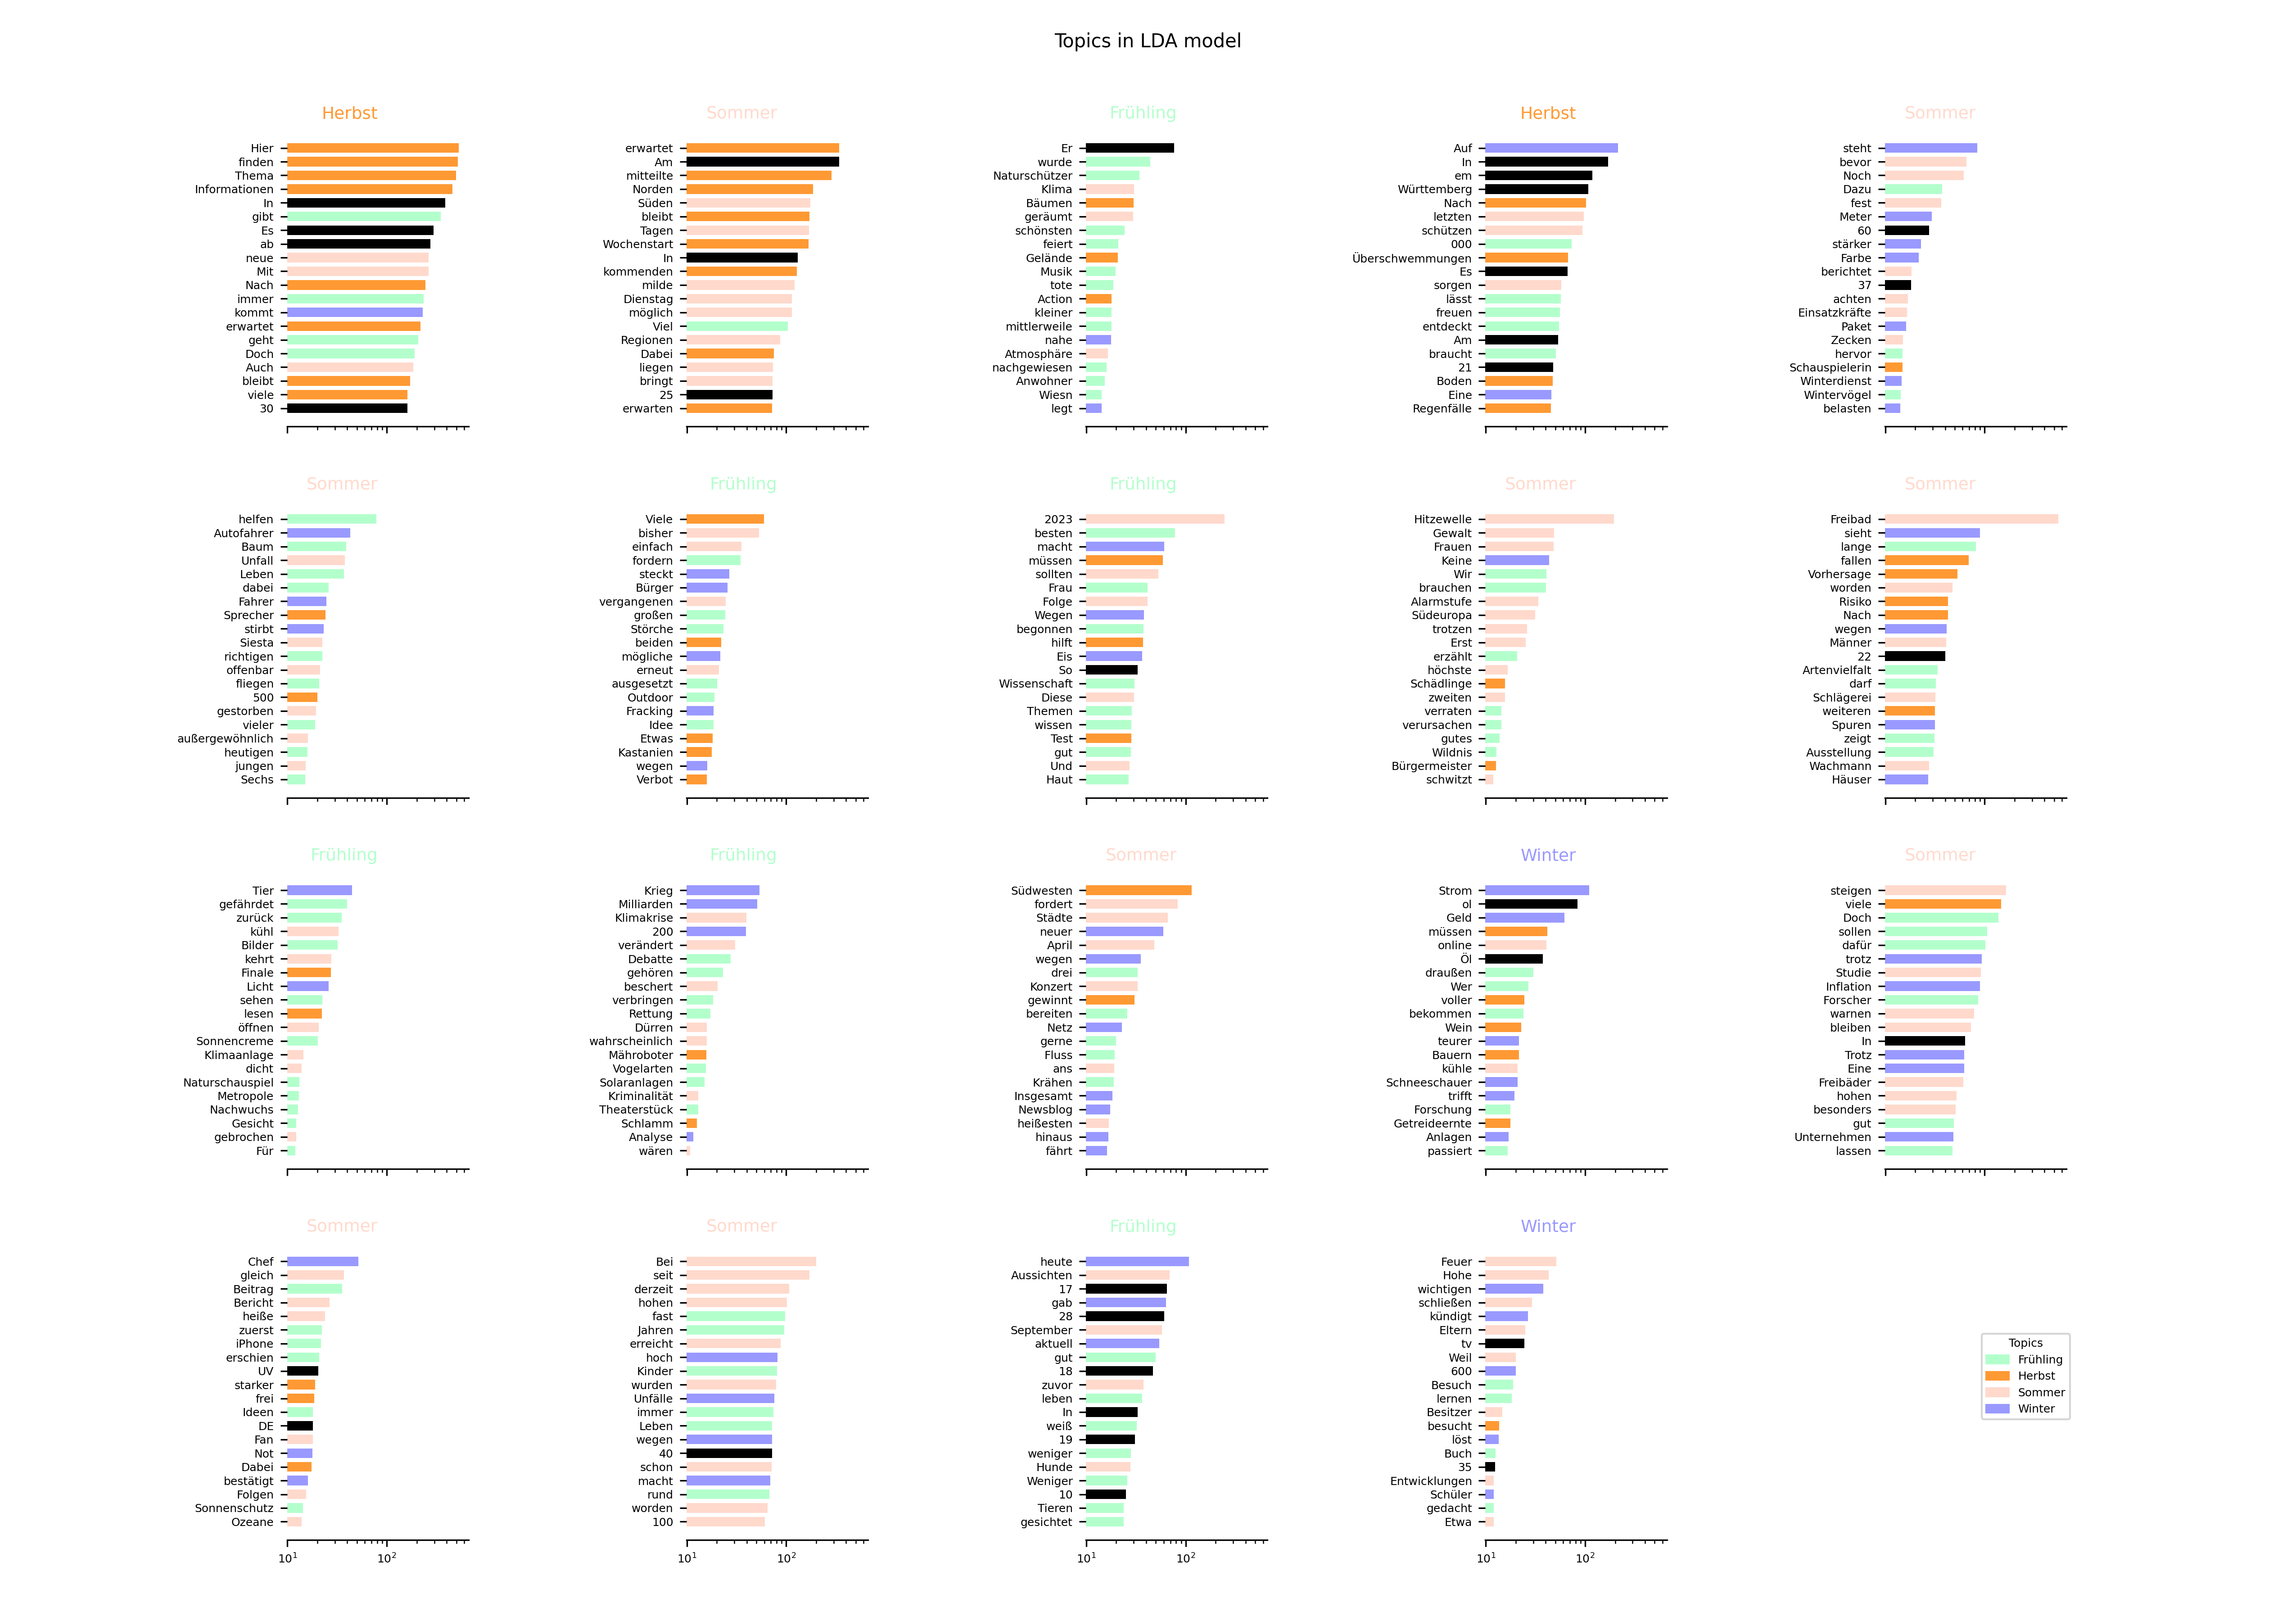 Topics in LDA model
Herbst
Hier
finden
Thema
Informationen
In
gibt
Es
ab
neue
Mit
Nach
immer
kommt
erwartet
geht
Doch
Auch
bleibt
viele
30
Sommer
erwartet
Am
mitteilte
Norden
Süden
bleibt
Tagen
Wochenstart
In
kommenden
milde
Dienstag
möglich
Viel
Regionen
Dabei
liegen
bringt
25
erwarten
Frühling
Er
wurde
Naturschützer
Klima
Bäumen
geräumt
schönsten
feiert
Gelände
Musik
tote
Action
kleiner
mittlerweile
nahe
Atmosphäre
nachgewiesen
Anwohner
Wiesn
legt
Herbst
Auf
In
em
Württemberg
Nach
letzten
schützen
000
Überschwemmungen
Es
sorgen
lässt
freuen
entdeckt
Am
braucht
21
Boden
Eine
Regenfälle
Sommer
steht
bevor
Noch
Dazu
fest
Meter
60
stärker
Farbe
berichtet
37
achten
Einsatzkräfte
Paket
Zecken
hervor
Schauspielerin
Winterdienst
Wintervögel
belasten
Sommer
helfen
Autofahrer
Baum
Unfall
Leben
dabei
Fahrer
Sprecher
stirbt
Siesta
richtigen
offenbar
fliegen
500
gestorben
vieler
außergewöhnlich
heutigen
jungen
Sechs
Frühling
Viele
bisher
einfach
fordern
steckt
Bürger
vergangenen
großen
Störche
beiden
mögliche
erneut
ausgesetzt
Outdoor
Fracking
Idee
Etwas
Kastanien
wegen
Verbot
Frühling
2023
besten
macht
müssen
sollten
Frau
Folge
Wegen
begonnen
hilft
Eis
So
Wissenschaft
Diese
Themen
wissen
Test
gut
Und
Haut
Sommer
Hitzewelle
Gewalt
Frauen
Keine
Wir
brauchen
Alarmstufe
Südeuropa
trotzen
Erst
erzählt
höchste
Schädlinge
zweiten
verraten
verursachen
gutes
Wildnis
Bürgermeister
schwitzt
Sommer
Freibad
sieht
lange
fallen
Vorhersage
worden
Risiko
Nach
wegen
Männer
22
Artenvielfalt
darf
Schlägerei
weiteren
Spuren
zeigt
Ausstellung
Wachmann
Häuser
Frühling
Tier
gefährdet
zurück
kühl
Bilder
kehrt
Finale
Licht
sehen
lesen
öffnen
Sonnencreme
Klimaanlage
dicht
Naturschauspiel
Metropole
Nachwuchs
Gesicht
gebrochen
Für
Frühling
Krieg
Milliarden
Klimakrise
200
verändert
Debatte
gehören
beschert
verbringen
Rettung
Dürren
wahrscheinlich
Mähroboter
Vogelarten
Solaranlagen
Kriminalität
Theaterstück
Schlamm
Analyse
wären
Sommer
Südwesten
fordert
Städte
neuer
April
wegen
drei
Konzert
gewinnt
bereiten
Netz
gerne
Fluss
ans
Krähen
Insgesamt
Newsblog
heißesten
hinaus
fährt
Winter
Strom
ol
Geld
müssen
online
Öl
draußen
Wer
voller
bekommen
Wein
teurer
Bauern
kühle
Schneeschauer
trifft
Forschung
Getreideernte
Anlagen
passiert
Sommer
steigen
viele
Doch
sollen
dafür
trotz
Studie
Inflation
Forscher
warnen
bleiben
In
Trotz
Eine
Freibäder
hohen
besonders
gut
Unternehmen
lassen
Sommer
Chef
gleich
Beitrag
Bericht
heiße
zuerst
iPhone
erschien
UV
starker
frei
Ideen
DE
Fan
Not
Dabei
bestätigt
Folgen
Sonnenschutz
Ozeane
10¹ 10²
Sommer
Bei
seit
derzeit
hohen
fast
Jahren
erreicht
hoch
Kinder
wurden
Unfälle
immer
Leben
wegen
40
schon
macht
rund
worden
100
10¹ 10²
Frühling
heute
Aussichten
17
gab
28
September
aktuell
gut
18
zuvor
leben
In
weiß
19
weniger
Hunde
Weniger
10
Tieren
gesichtet
10¹ 10²
Winter
Feuer
Hohe
wichtigen
schließen
kündigt
Eltern
tv
Weil
600
Besuch
lernen
Besitzer
besucht
löst
Buch
35
Entwicklungen
Schüler
gedacht
Etwa
10¹ 10²
Topics
Frühling
Herbst
Sommer
Winter